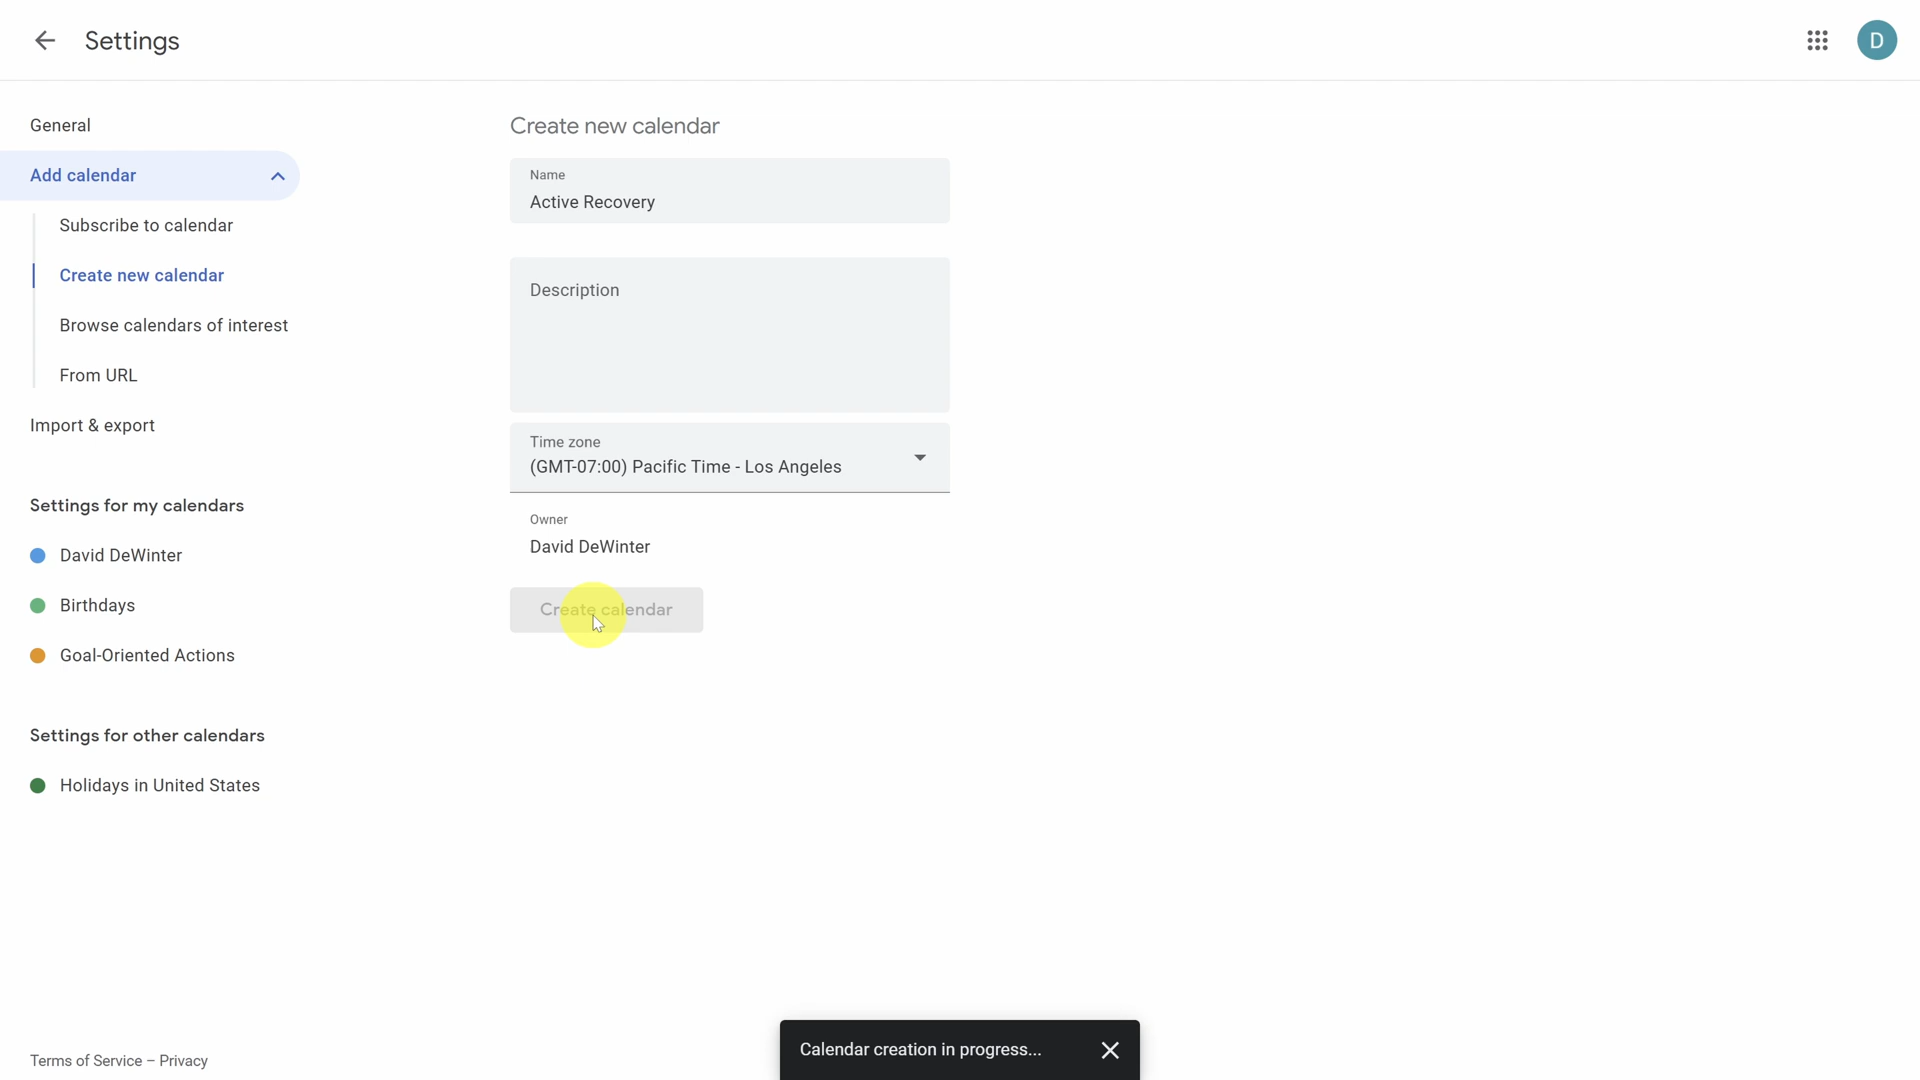 Settings
D
General
Add calendar
Subscribe to calendar
Create new calendar
Browse calendars of interest
From URL
Import & export
Settings for my calendars
David DeWinter
Birthdays
Goal-Oriented Actions
Settings for other calendars
Holidays in United States
Terms of Service – Privacy
Create new calendar
Name
Active Recovery
Description
Time zone
(GMT-07:00) Pacific Time - Los Angeles
Owner
David DeWinter
Create calendar
Calendar creation in progress...